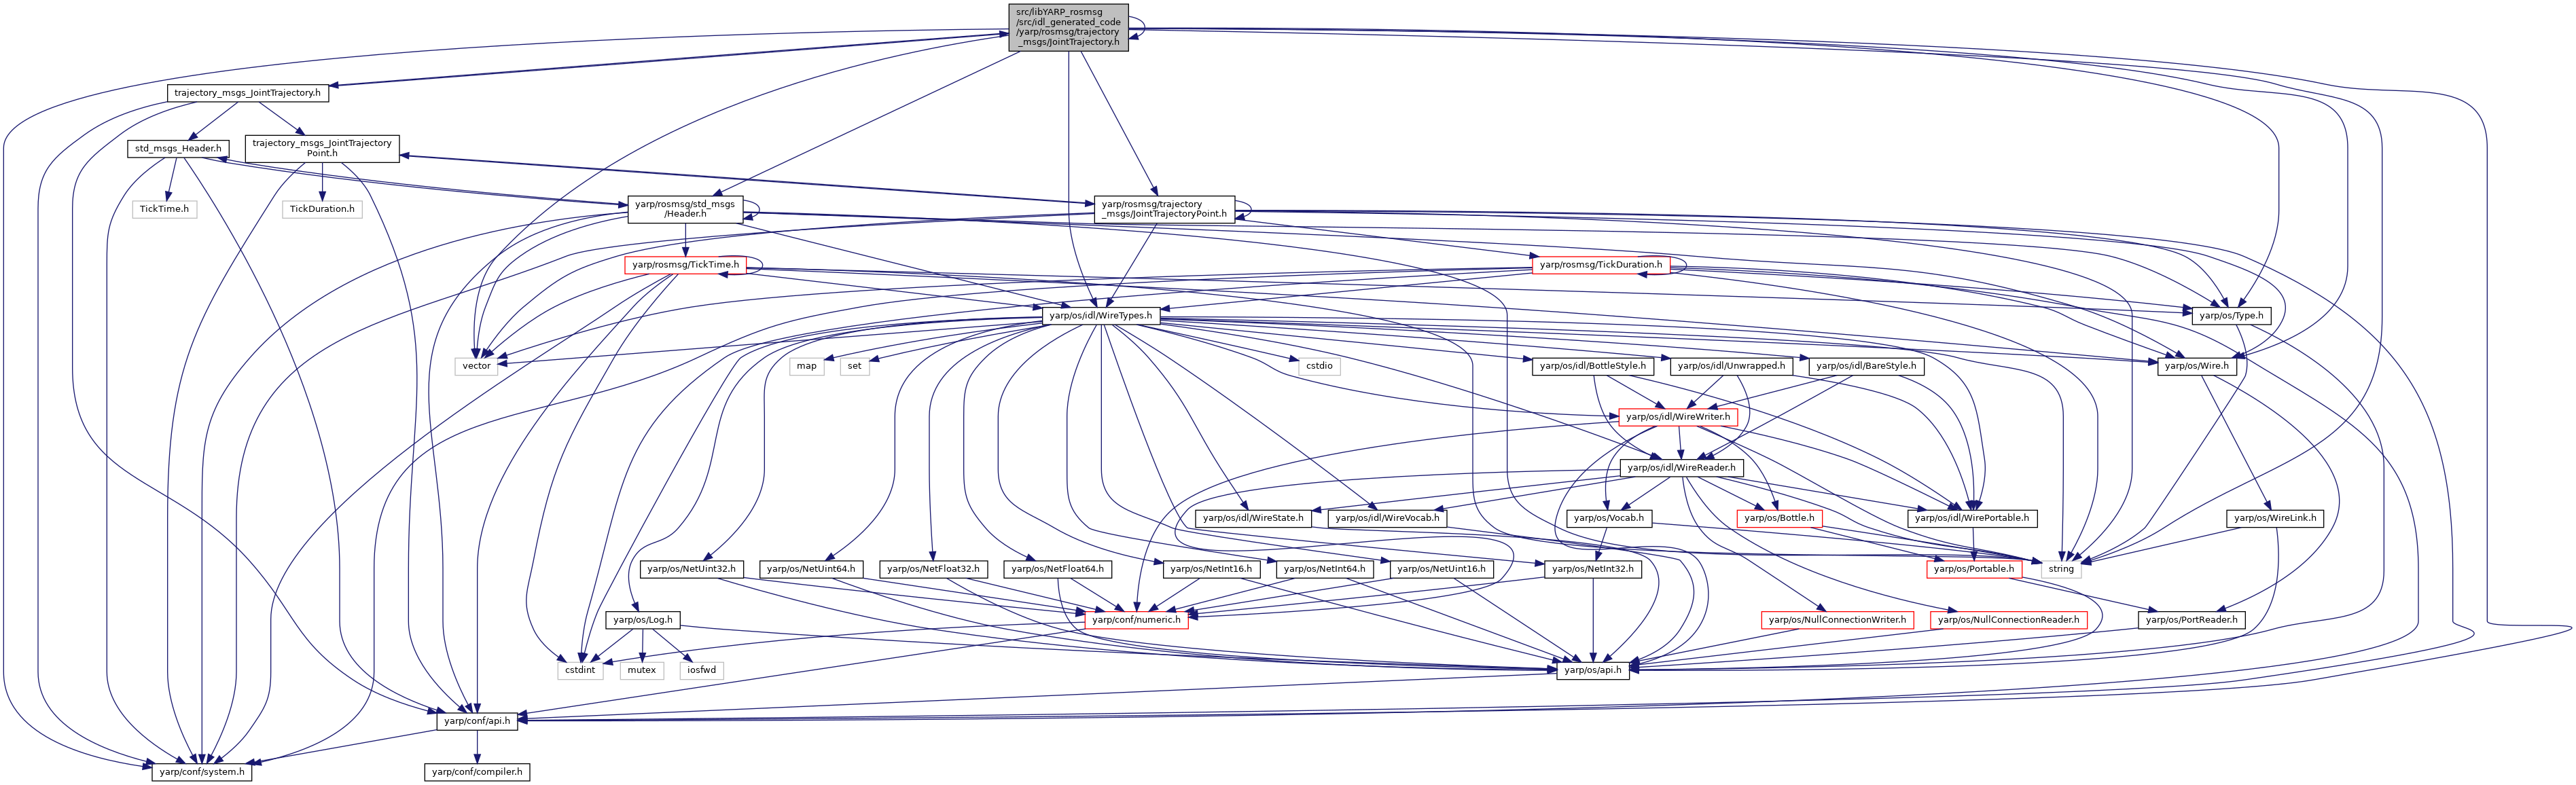 src/libYARP_rosmsg
/src/idl_generated_code
/yarp/rosmsg/trajectory
_msgs/JointTrajectory.h
trajectory_msgs_JointTrajectory.h
std_msgs_Header.h
trajectory_msgs_JointTrajectory
Point.h
TickTime.h
TickDuration.h
yarp/rosmsg/std_msgs
/Header.h
yarp/rosmsg/trajectory
_msgs/JointTrajectoryPoint.h
yarp/rosmsg/TickTime.h
yarp/rosmsg/TickDuration.h
yarp/os/idl/WireTypes.h
yarp/os/Type.h
vector
map
set
cstdio
yarp/os/idl/BottleStyle.h
yarp/os/idl/Unwrapped.h
yarp/os/idl/BareStyle.h
yarp/os/Wire.h
yarp/os/idl/WireWriter.h
yarp/os/idl/WireReader.h
yarp/os/idl/WireState.h
yarp/os/idl/WireVocab.h
yarp/os/Vocab.h
yarp/os/Bottle.h
yarp/os/idl/WirePortable.h
yarp/os/WireLink.h
yarp/os/NetUint32.h
yarp/os/NetUint64.h
yarp/os/NetFloat32.h
yarp/os/NetFloat64.h
yarp/os/NetInt16.h
yarp/os/NetInt64.h
yarp/os/NetUint16.h
yarp/os/NetInt32.h
yarp/os/Portable.h
string
yarp/os/Log.h
yarp/conf/numeric.h
yarp/os/NullConnectionWriter.h
yarp/os/NullConnectionReader.h
yarp/os/PortReader.h
cstdint
mutex
iosfwd
yarp/os/api.h
yarp/conf/api.h
yarp/conf/system.h
yarp/conf/compiler.h